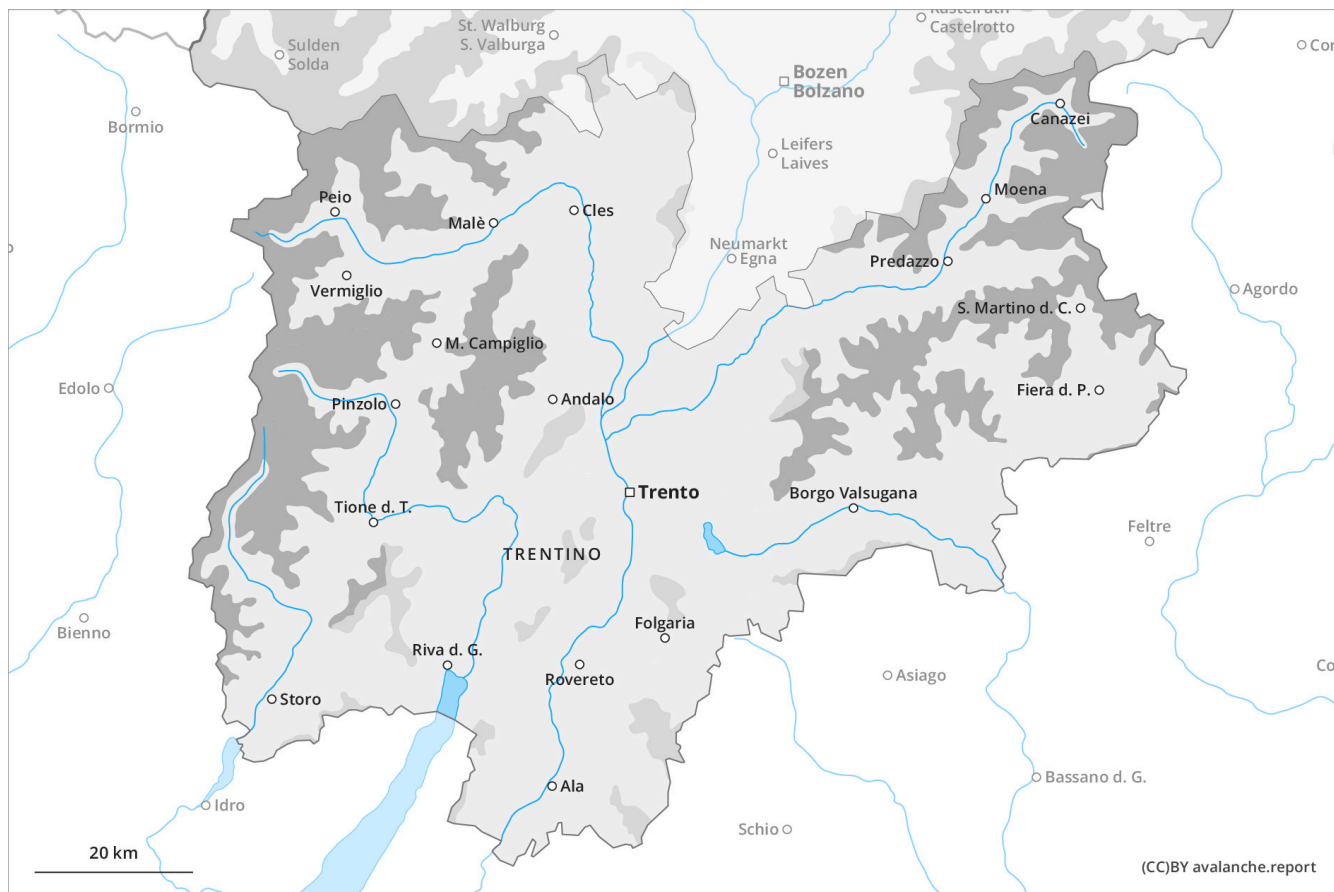 Kastelruth
Castelrotto
St. Walburg
S. Valburga
Sulden
Solda
Cor
Bozen
Bolzano
Bormio
Canazei
Leifers
Laives
Moena
Peio
Malè
Cles
Neumarkt
Egna
Predazzo
Vermiglio
Agordo
S. Martino d. C.
M. Campiglio
Edolo
Fiera d. P.
Pinzolo
Andalo
Trento
Borgo Valsugana
Tione d. T.
Feltre
TRENTINO
Bienno
Folgaria
Riva d. G.
Rovereto
Asiago
Co
Storo
Bassano d. G.
Ala
Idro
Schio
20 km
(CC)BY avalanche.report